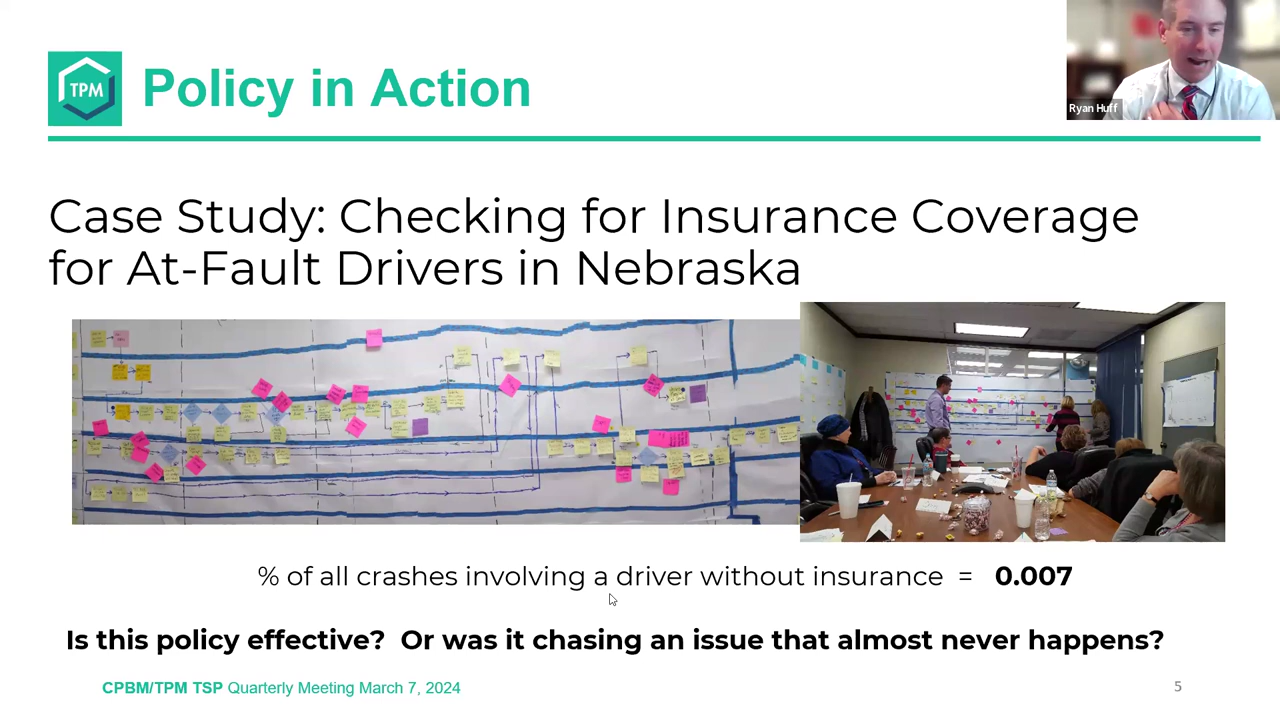 TPM
Policy in Action
Ryan Huff
Case Study: Checking for Insurance Coverage
for At-Fault Drivers in Nebraska
% of all crashes involving a driver without insurance = 0.007
Is this policy effective? Or was it chasing an issue that almost never happens?
CPBM/TPM TSP Quarterly Meeting March 7, 2024
5